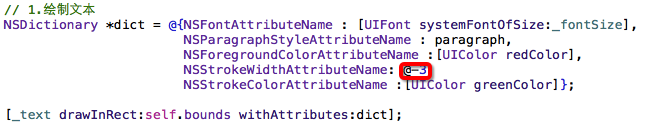 // 1.绘制文本
NSDictionary *dict = @{NSFontAttributeName : [UIFont systemFontOfSize:_fontSize],
NSParagraphStyleAttributeName : paragraph,
NSForegroundColorAttributeName :[UIColor redColor],
NSStrokeWidthAttributeName: @-3
NSStrokeColorAttributeName :[UIColor greenColor]};
[_text drawInRect:self.bounds withAttributes:dict];